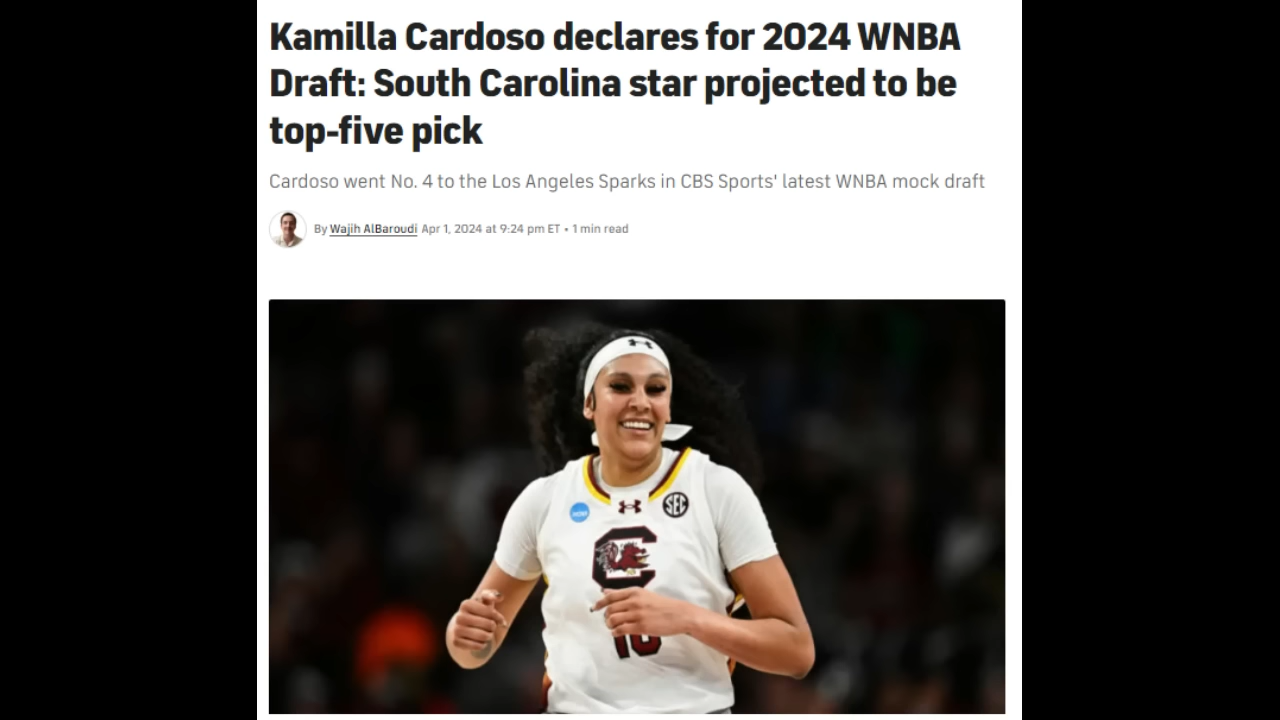 Kamilla Cardoso declares for 2024 WNBA
Draft: South Carolina star projected to be
top-five pick
Cardoso went No. 4 to the Los Angeles Sparks in CBS Sports' latest WNBA mock draft
By Wajih AlBaroudi Apr 1, 2024 at 9:24 pm ET • 1 min read
NCAA
SEC
C
10